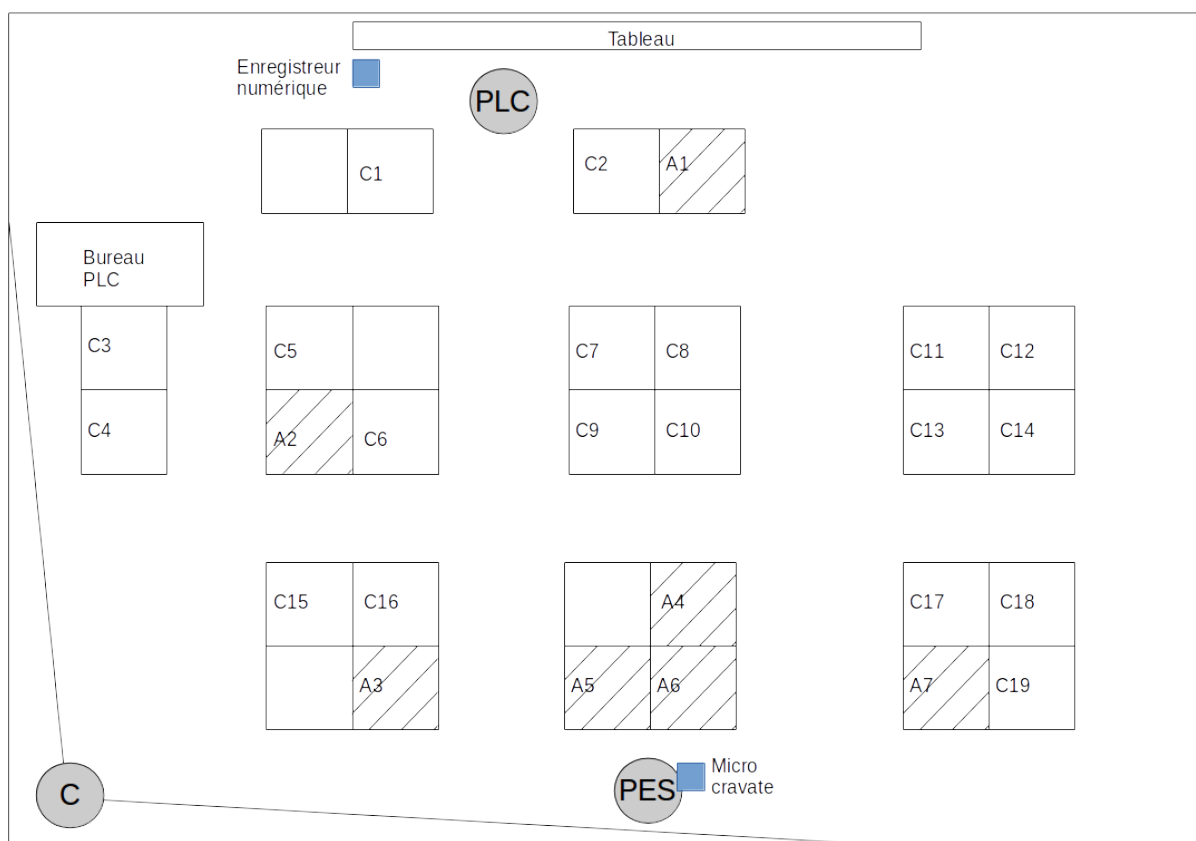 Tableau
Enregistreur
numérique
PLC
C1
C2
A1
Bureau
PLC
C3
C4
C5
A2
C6
C7
C8
C9
C10
C11
C12
C13
C14
C15
C16
A3
A4
A5
A6
C17
C18
A7
C19
C
PES
Micro
cravate